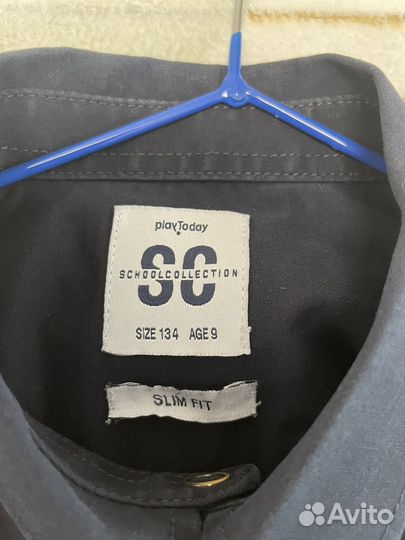 playToday
SC
SCHOOLCOLLECTION
SIZE 134 AGE 9
SLIM FIT
Avito